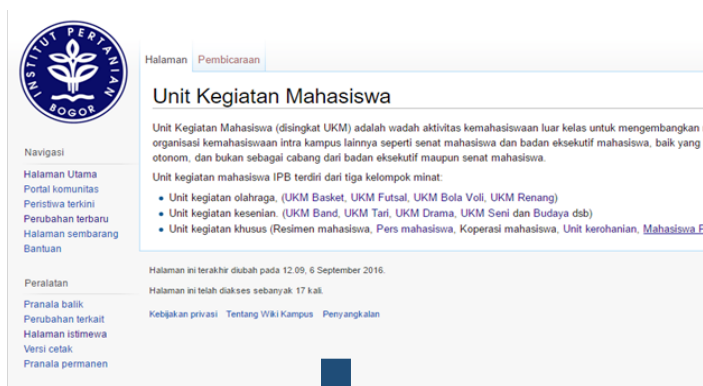 INSTITUT PERTANIAN
BOGOR
Halaman Pembicaraan
Unit Kegiatan Mahasiswa
Unit Kegiatan Mahasiswa (disingkat UKM) adalah wadah aktivitas kemahasiswaan luar kelas untuk mengembangkan
organisasi kemahasiswaan intra kampus lainnya seperti senat mahasiswa dan badan eksekutif mahasiswa, baik yang
otonom, dan bukan sebagai cabang dari badan eksekutif maupun senat mahasiswa.
Unit kegiatan mahasiswa IPB terdiri dari tiga kelompok minat:
• Unit kegiatan olahraga, (UKM Basket, UKM Futsal, UKM Bola Voli, UKM Renang)
• Unit kegiatan kesenian. (UKM Band, UKM Tari, UKM Drama, UKM Seni dan Budaya dsb)
• Unit kegiatan khusus (Resimen mahasiswa, Pers mahasiswa, Koperasi mahasiswa, Unit kerohanian, Mahasiswa
Navigasi
Halaman Utama
Portal komunitas
Peristiwa terkini
Perubahan terbaru
Halaman sembarang
Bantuan
Peralatan
Pranala balik
Perubahan terkait
Halaman istimewa
Versi cetak
Pranala permanen
Halaman ini terakhir diubah pada 12.09, 6 September 2016.
Halaman ini telah diakses sebanyak 17 kali.
Kebijakan privasi Tentang Wiki Kampus Penyangkalan